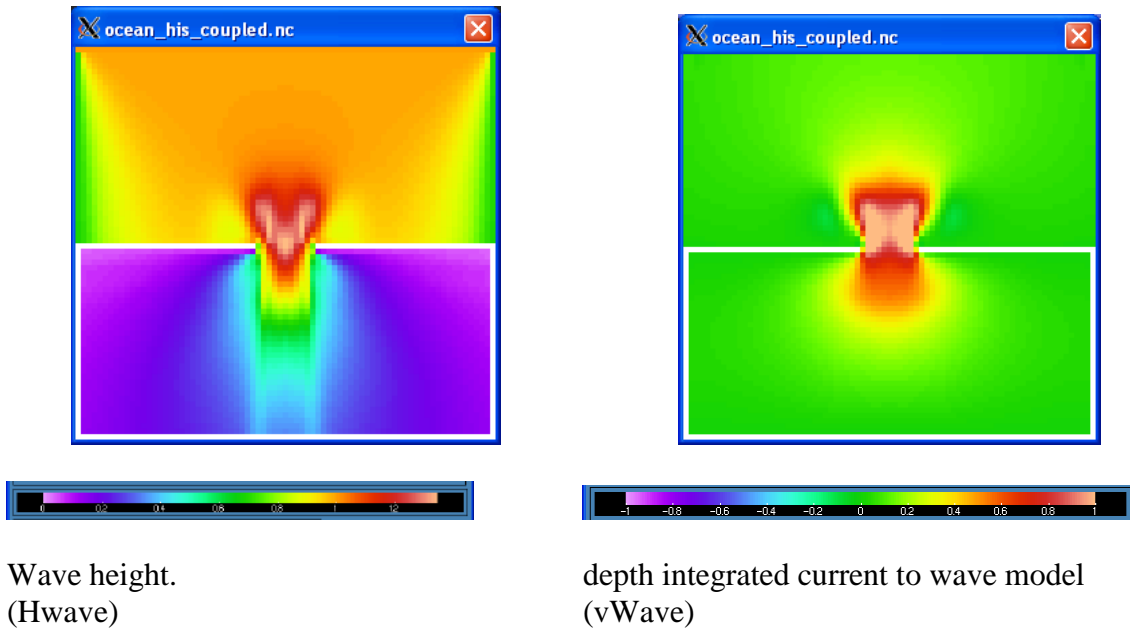 ocean_his_coupled.nc
ocean_his_coupled.nc
0 0.2 0.4 0.6 0.8 1 1.2
-1 -0.8 -0.6 -0.4 -0.2 0 0.2 0.4 0.6 0.8 1
Wave height.
(Hwave)
depth integrated current to wave model
(vWave)